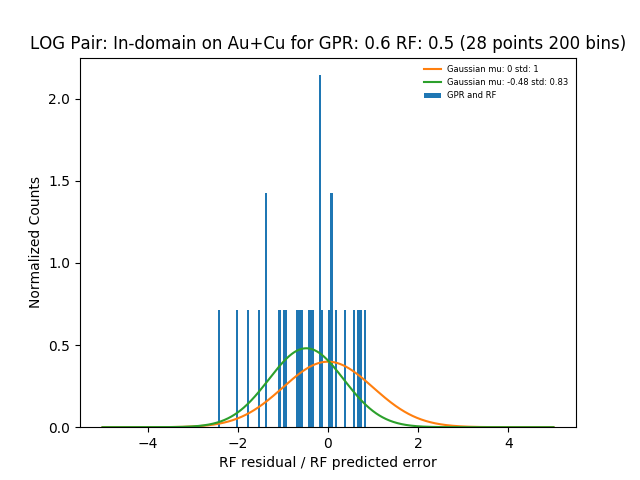 LOG Pair: In-domain on Au+Cu for GPR: 0.6 RF: 0.5 (28 points 200 bins)
Gaussian mu: 0 std: 1
Gaussian mu: -0.48 std: 0.83
GPR and RF
2.0
1.5
1.0
0.5
0.0
Normalized Counts
−4 −2 0 2 4
RF residual / RF predicted error